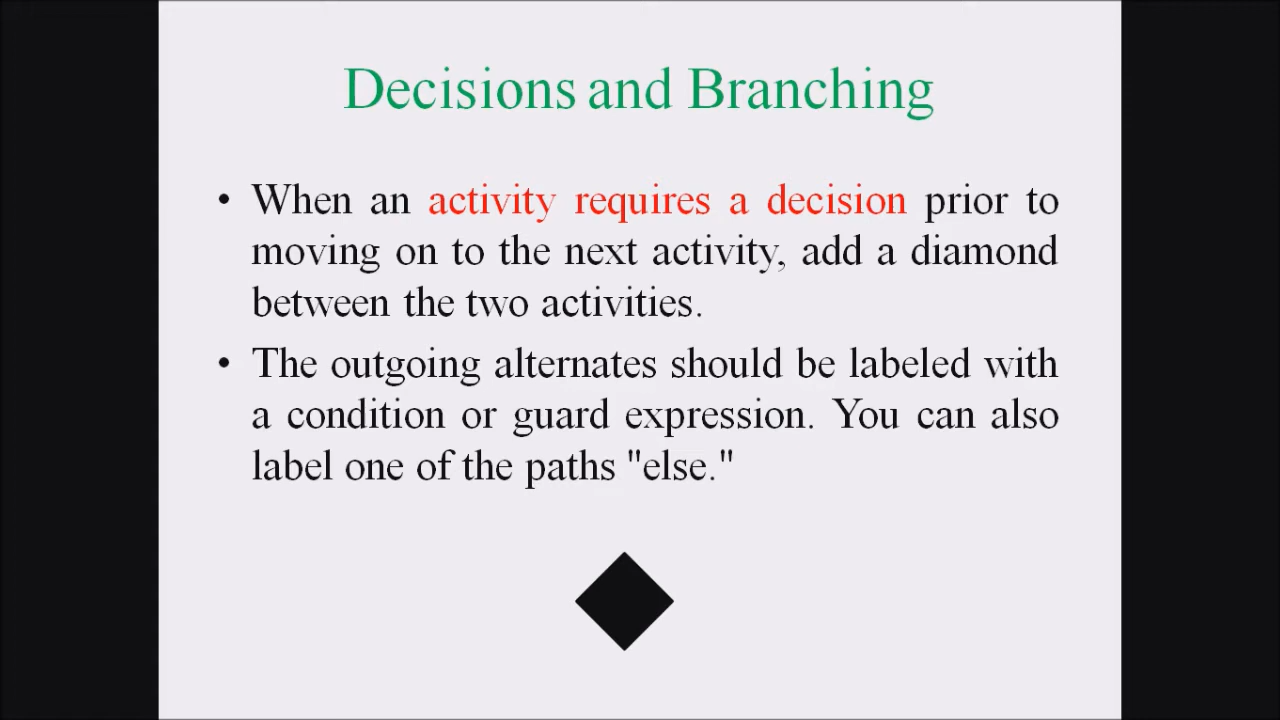 Decisions and Branching
• When an activity requires a decision prior to
moving on to the next activity, add a diamond
between the two activities.
• The outgoing alternates should be labeled with
a condition or guard expression. You can also
label one of the paths "else."